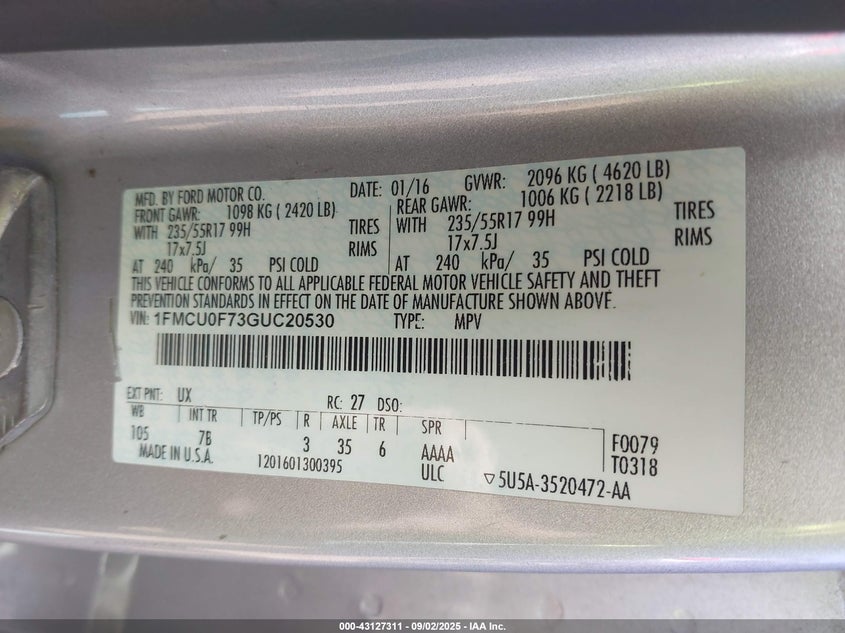 MFD. BY FORD MOTOR CO. DATE: 01/16 GVWR: 2096 KG ( 4620 LB)
FRONT GAWR: 1098 KG ( 2420 LB) REAR GAWR: 1006 KG ( 2218 LB)
WITH 235/55R17 99H TIRES WITH 235/55R17 99H TIRES
17x7.5J RIMS 17x7.5J RIMS
AT 240 kPa/ 35 PSI COLD AT 240 kPa/ 35 PSI COLD
THIS VEHICLE CONFORMS TO ALL APPLICABLE FEDERAL MOTOR VEHICLE SAFETY AND THEFT
PREVENTION STANDARDS IN EFFECT ON THE DATE OF MANUFACTURE SHOWN ABOVE.
VIN: 1FMCU0F73GUC20530 TYPE: MPV
EXT PNT: UX RC: 27 DSO:
WB INT TR TP/PS R AXLE TR SPR
105 7B 3 35 6 AAAA F0079
MADE IN U.S.A. 1201601300395 ULC T0318
▽5U5A-3520472-AA
000-43127311 - 09/02/2025 - IAA Inc.